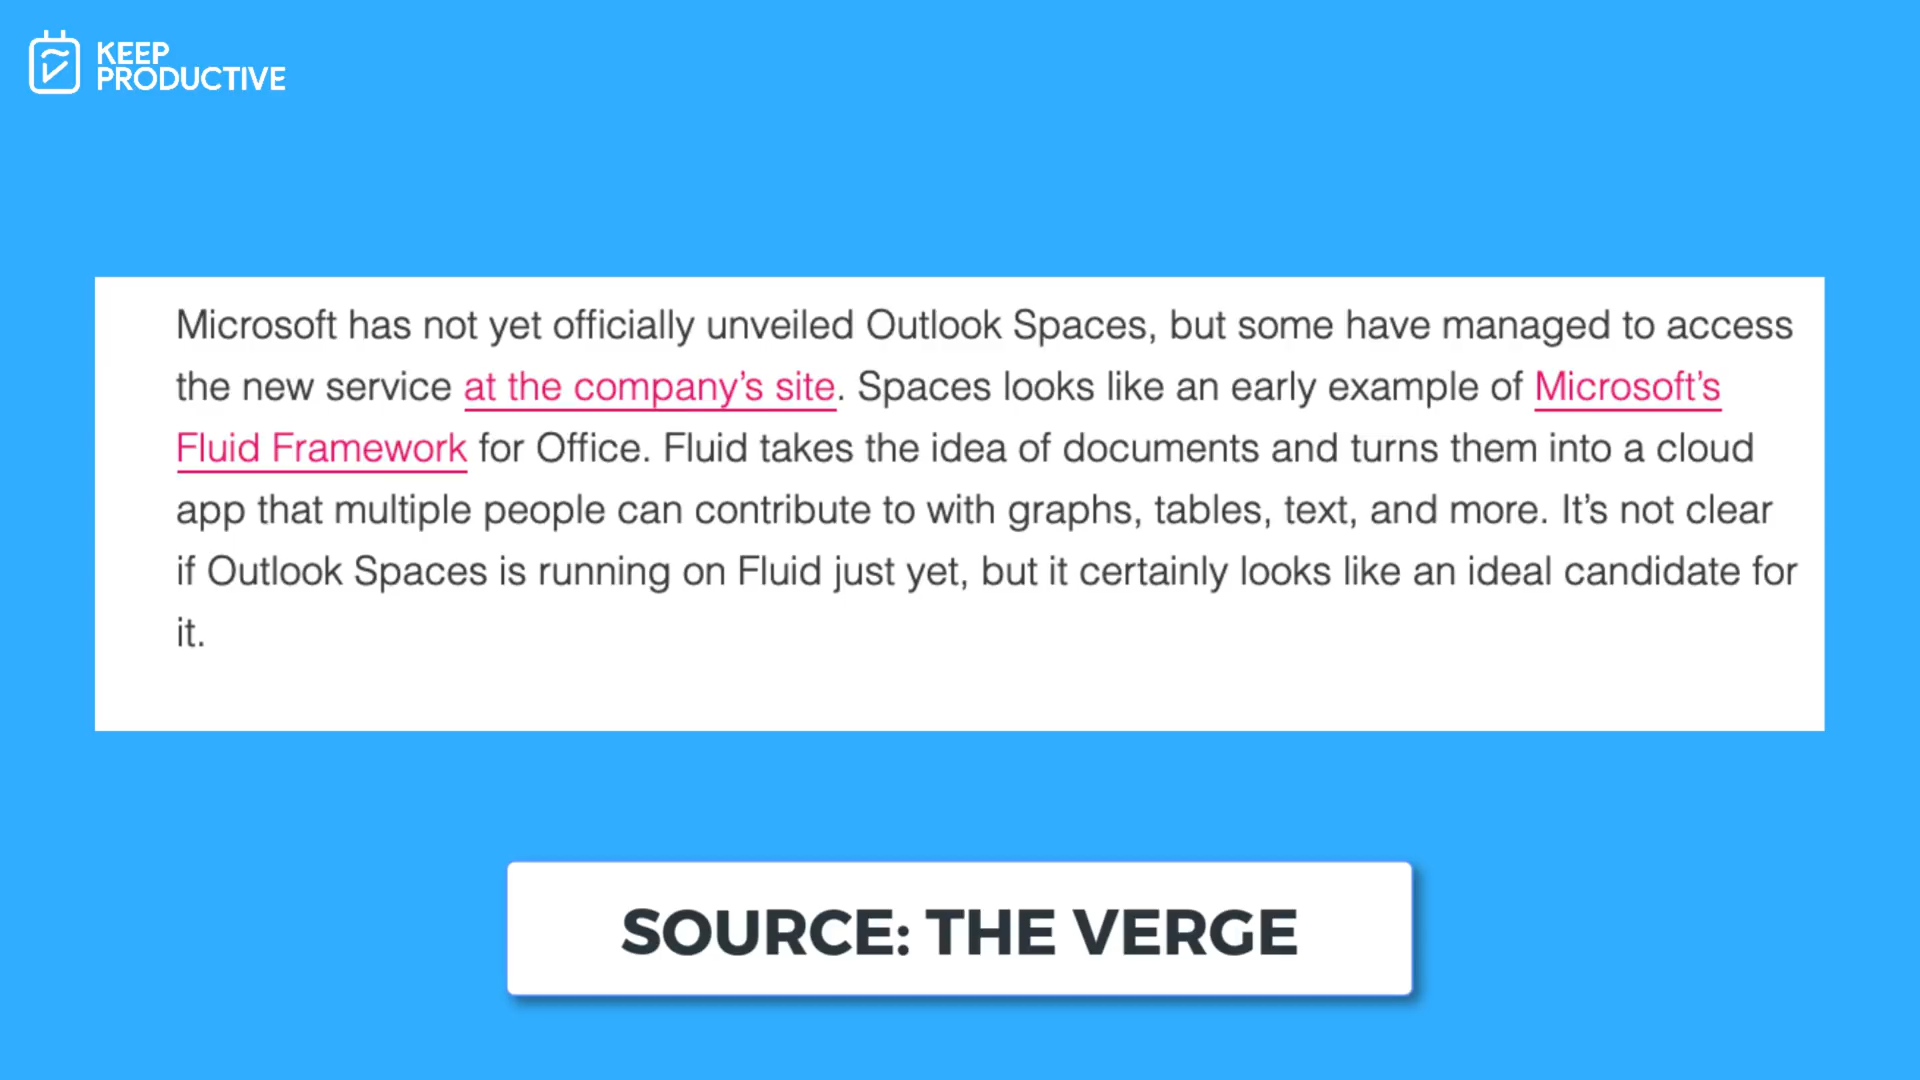 KEEP
PRODUCTIVE
Microsoft has not yet officially unveiled Outlook Spaces, but some have managed to access
the new service at the company’s site. Spaces looks like an early example of Microsoft’s
Fluid Framework for Office. Fluid takes the idea of documents and turns them into a cloud
app that multiple people can contribute to with graphs, tables, text, and more. It’s not clear
if Outlook Spaces is running on Fluid just yet, but it certainly looks like an ideal candidate for
it.
SOURCE: THE VERGE